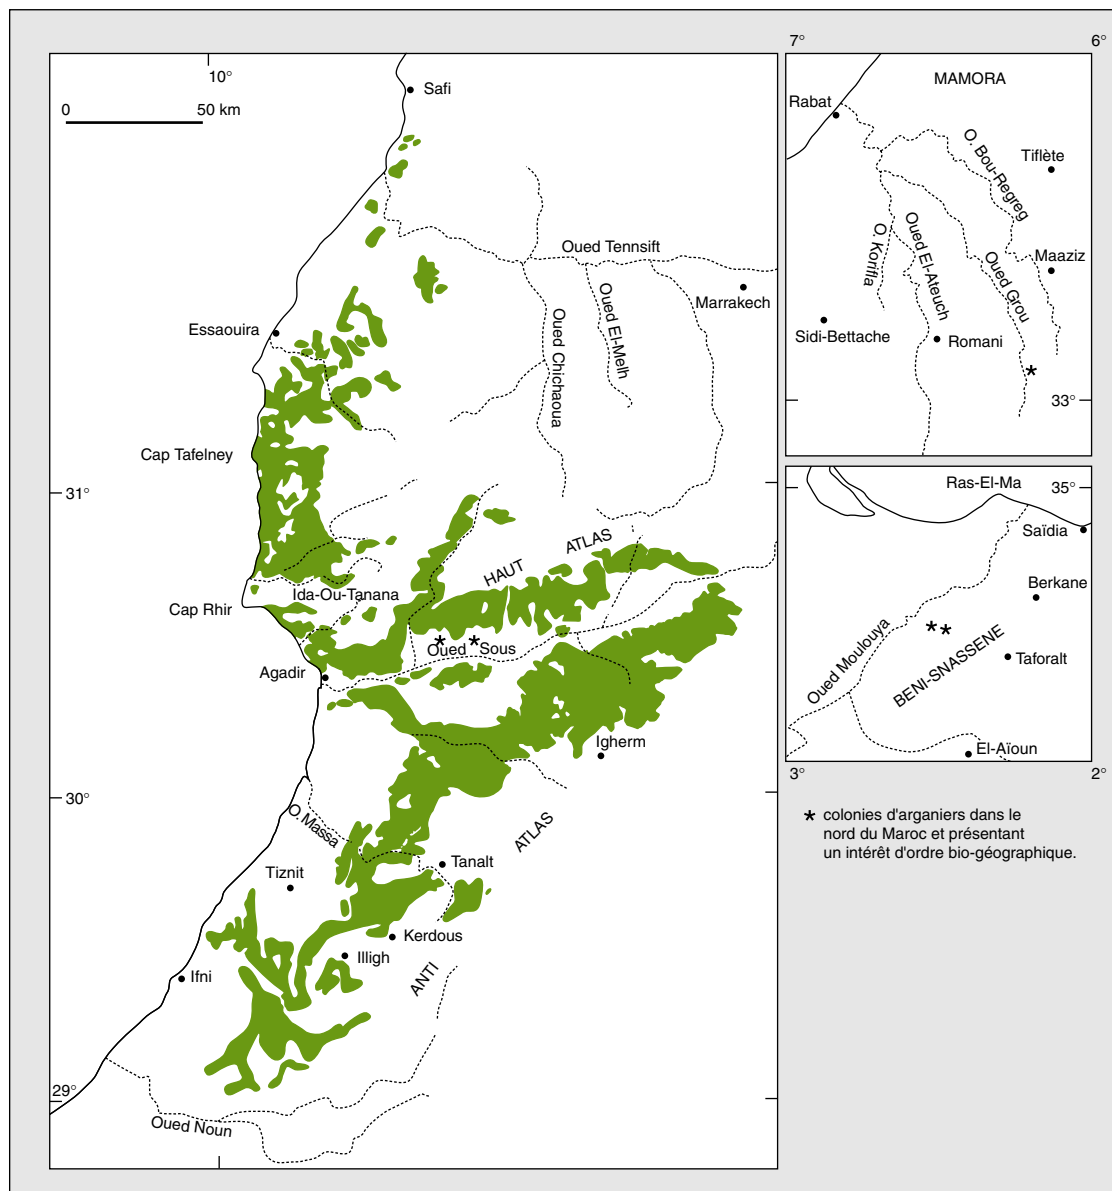 10°
Safi
0 50 km
Oued Tennsift
Marrakech
Essaouira
Oued Chichaoua
Oued El-Melh
Cap Tafelney
31°
HAUT ATLAS
Ida-Ou-Tanana
Cap Rhir
Oued Sous
Agadir
Igherm
30°
O. Massa
ANTI ATLAS
Tanalt
Tiznit
Kerdous
Illigh
Ifni
29°
Oued Noun
7° 6°
MAMORA
Rabat
O. Bou-Regreg
Tiflète
O. Korifla
Oued El-Ateuch
Oued Grou
Maaziz
Sidi-Bettache
Romani
33°
Ras-El-Ma
35°
Saïdia
Berkane
Oued Moulouya
BENI-SNASSENE
Taforalt
El-Aïoun
3° 2°
* colonies d'arganiers dans le
nord du Maroc et présentant
un intérêt d'ordre bio-géographique.